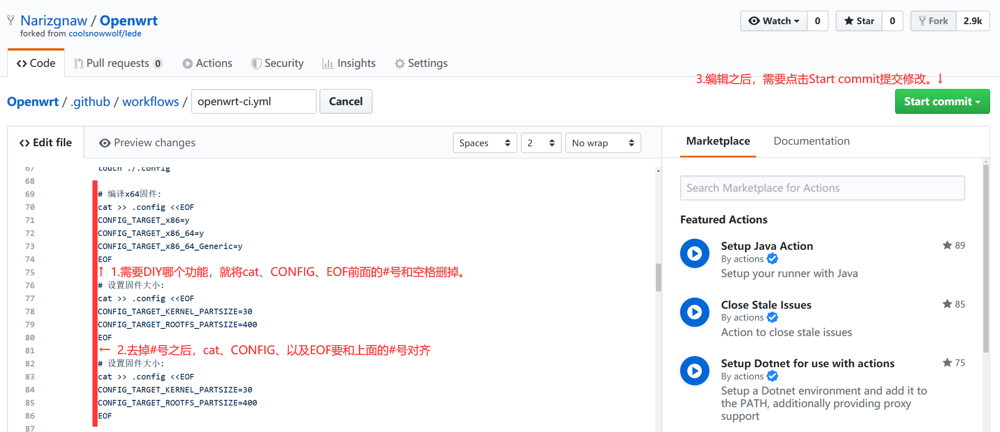 Narizgnaw / Openwrt
forked from coolsnowwolf/lede
Watch 0 Star 0 Fork 2.9k
Code Pull requests 0 Actions Security Insights Settings
3.编辑之后，需要点击Start commit提交修改。↓
Openwrt / .github / workflows / openwrt-ci.yml Cancel Start commit
Edit file Preview changes Spaces 2 No wrap
Marketplace Documentation
67 touch ./.config
68
69 # 编译x64固件:
70 cat >> .config <<EOF
71 CONFIG_TARGET_x86=y
72 CONFIG_TARGET_x86_64=y
73 CONFIG_TARGET_x86_64_Generic=y
74 EOF
75 ↑ 1.需要DIY哪个功能，就将cat、CONFIG、EOF前面的#号和空格删掉。
76 # 设置固件大小:
77 cat >> .config <<EOF
78 CONFIG_TARGET_KERNEL_PARTSIZE=30
79 CONFIG_TARGET_ROOTFS_PARTSIZE=400
80 EOF
81 ← 2.去掉#号之后，cat、CONFIG、以及EOF要和上面的#号对齐
82 # 设置固件大小:
83 cat >> .config <<EOF
84 CONFIG_TARGET_KERNEL_PARTSIZE=30
85 CONFIG_TARGET_ROOTFS_PARTSIZE=400
86 EOF
87
Search Marketplace for Actions
Featured Actions
Setup Java Action 89
By actions
Setup your runner with Java
Close Stale Issues 85
By actions
Action to close stale issues
Setup Dotnet for use with actions 75
By actions
Setup a Dotnet environment and add it to
the PATH, additionally providing proxy
support